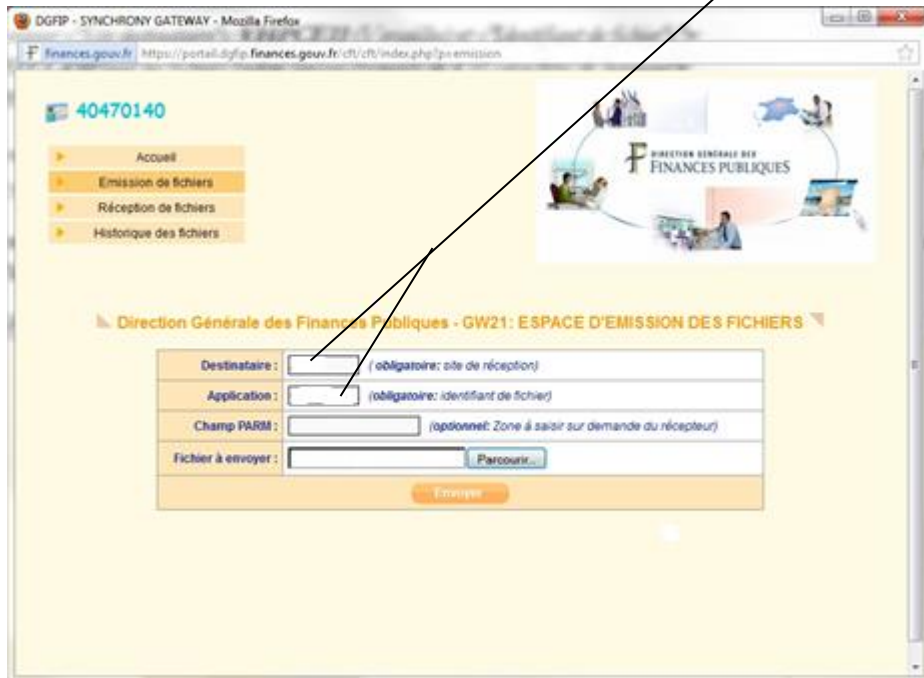 DGFIP - SYNCHRONY GATEWAY - Mozilla Firefox
finances.gouv.fr https://portail.dgfip.finances.gouv.fr/cft/cft/index.php?p=emission
40470140
Accueil
Emission de fichiers
Réception de fichiers
Historique des fichiers
DIRECTION GÉNÉRALE DES
FINANCES PUBLIQUES
Direction Générale des Finances Publiques - GW21: ESPACE D'EMISSION DES FICHIERS
Destinataire : ( obligatoire: site de réception)
Application : (obligatoire: identifiant de fichier)
Champ PARM : (optionnel: Zone à saisir sur demande du récepteur)
Fichier à envoyer : Parcourir...
Envoyer